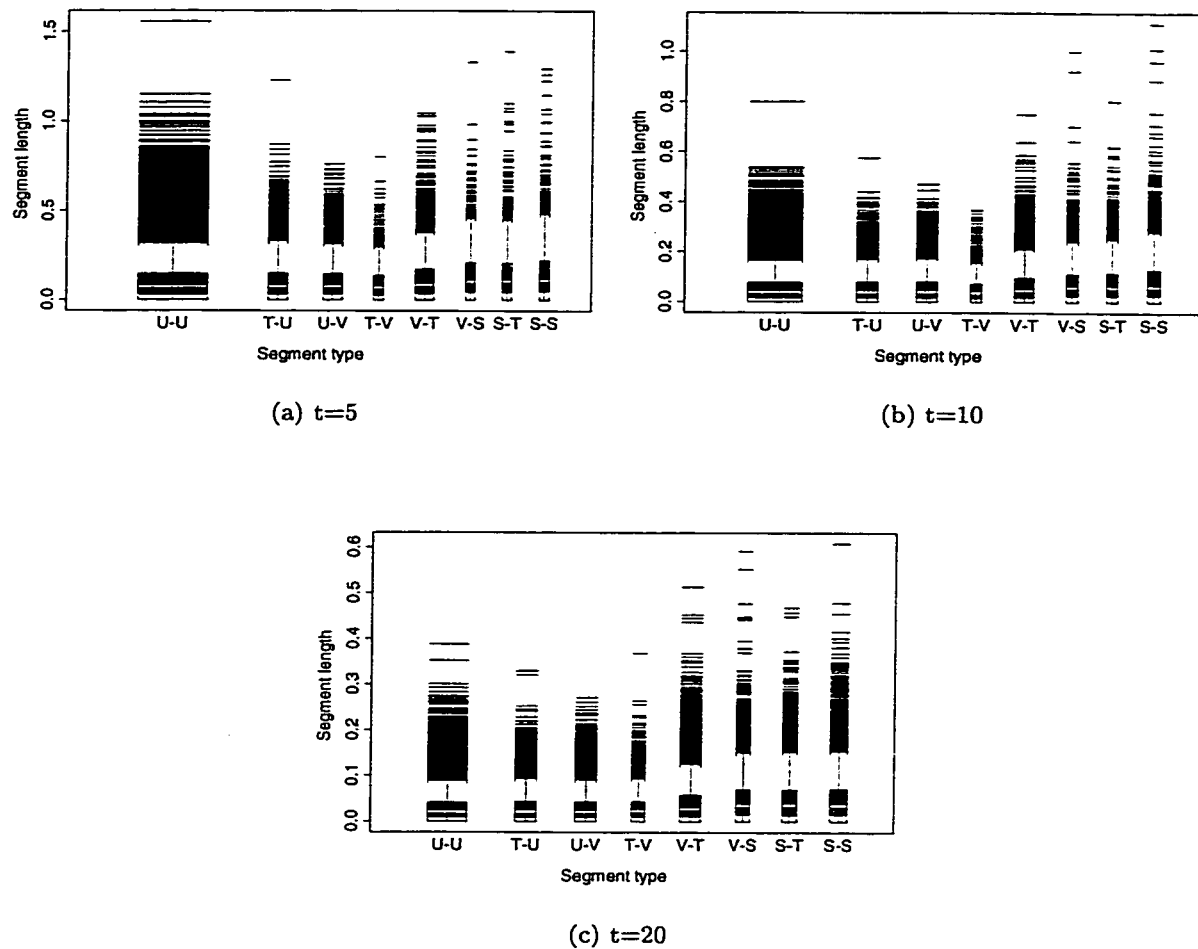 Segment length
0.0 0.5 1.0 1.5
U-U T-U U-V T-V V-T V-S S-T S-S
Segment type
(a) t=5
Segment length
0.0 0.2 0.4 0.6 0.8 1.0
U-U T-U U-V T-V V-T V-S S-T S-S
Segment type
(b) t=10
Segment length
0.0 0.1 0.2 0.3 0.4 0.5 0.6
U-U T-U U-V T-V V-T V-S S-T S-S
Segment type
(c) t=20